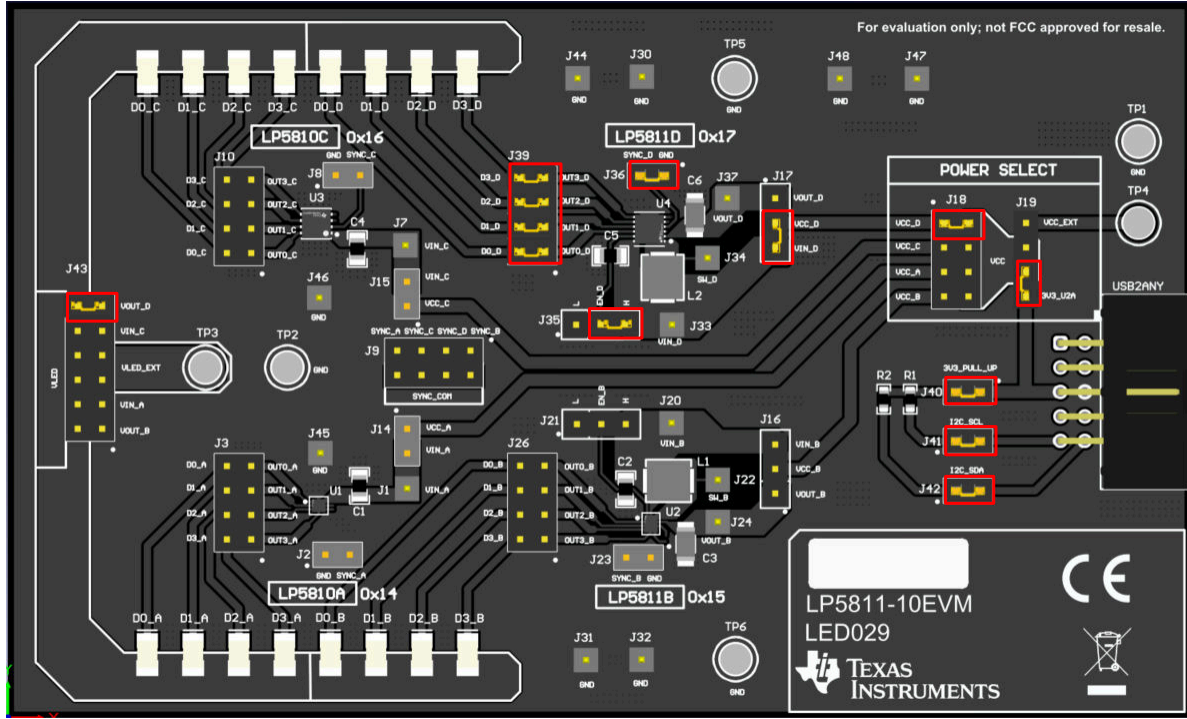 For evaluation only; not FCC approved for resale.
J44
J30
TP5
J48
J47
GND
GND
GND
GND
GND
TP1
GND
D0_C
D1_C
D2_C
D3_C
D0_D
D1_D
D2_D
D3_D
LP5810C 0x16
LP5811D 0x17
J10
GND SYNC_C
J8
U3
D3_C
D2_C
D1_C
D0_C
OUT3_C
OUT2_C
OUT1_C
OUT0_C
C4
J7
VIN_C
J39
D3_D
D2_D
D1_D
D0_D
OUT3_D
OUT2_D
OUT1_D
OUT0_D
SYNC_D GND
J36
U4
C6
J37
VOUT_D
C5
J34
SW_D
L2
J17
VOUT_D
VCC_D
VIN_D
POWER SELECT
J18
J19
VCC_D
VCC_C
VCC_A
VCC_B
VCC
VCC_EXT
3V3_U2A
TP4
USB2ANY
J43
VOUT_D
VIN_C
VLED_EXT
VIN_A
VOUT_B
VLED
J46
GND
J15
VIN_C
VCC_C
TP3
TP2
GND
SYNC_A SYNC_C SYNC_D SYNC_B
J9
SYNC_COM
J35
L
EN_D
H
J33
VIN_D
R2
R1
3V3_PULL_UP
J40
I2C_SCL
J41
I2C_SDA
J42
J21
L
EN_B
H
J20
VIN_B
J16
VIN_B
VCC_B
VOUT_B
J3
D0_A
D1_A
D2_A
D3_A
OUT0_A
OUT1_A
OUT2_A
OUT3_A
J45
GND
U1
C1
J14
VCC_A
VIN_A
J1
VIN_A
J26
D0_B
D1_B
D2_B
D3_B
OUT0_B
OUT1_B
OUT2_B
OUT3_B
C2
L1
SW_B
J22
U2
J24
VOUT_B
C3
J2
GND SYNC_A
J23
SYNC_B GND
LP5810A 0x14
LP5811B 0x15
D0_A
D1_A
D2_A
D3_A
D0_B
D1_B
D2_B
D3_B
J31
J32
TP6
GND
GND
GND
CE
LP5811-10EVM
LED029
TEXAS
INSTRUMENTS
X